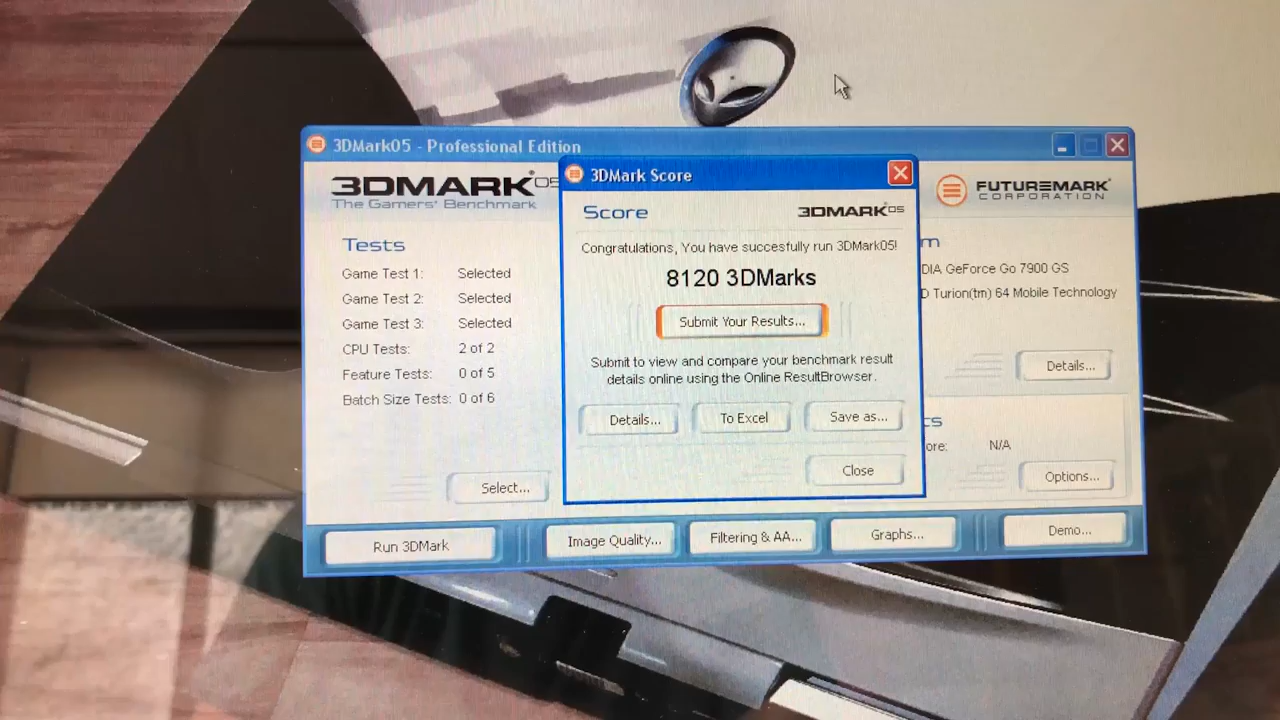 3DMark05 - Professional Edition
3DMARK 05
The Gamers' Benchmark
FUTUREMARK
CORPORATION
Tests
Game Test 1: Selected
Game Test 2: Selected
Game Test 3: Selected
CPU Tests: 2 of 2
Feature Tests: 0 of 5
Batch Size Tests: 0 of 6
Select...
3DMark Score
Score
3DMARK 05
Congratulations, You have succesfully run 3DMark05!
8120 3DMarks
Submit Your Results...
Submit to view and compare your benchmark result
details online using the Online ResultBrowser.
Details...
To Excel
Save as...
Close
GeForce Go 7900 GS
Turion(tm) 64 Mobile Technology
Details...
N/A
Options...
Run 3DMark
Image Quality...
Filtering & AA...
Graphs...
Demo...